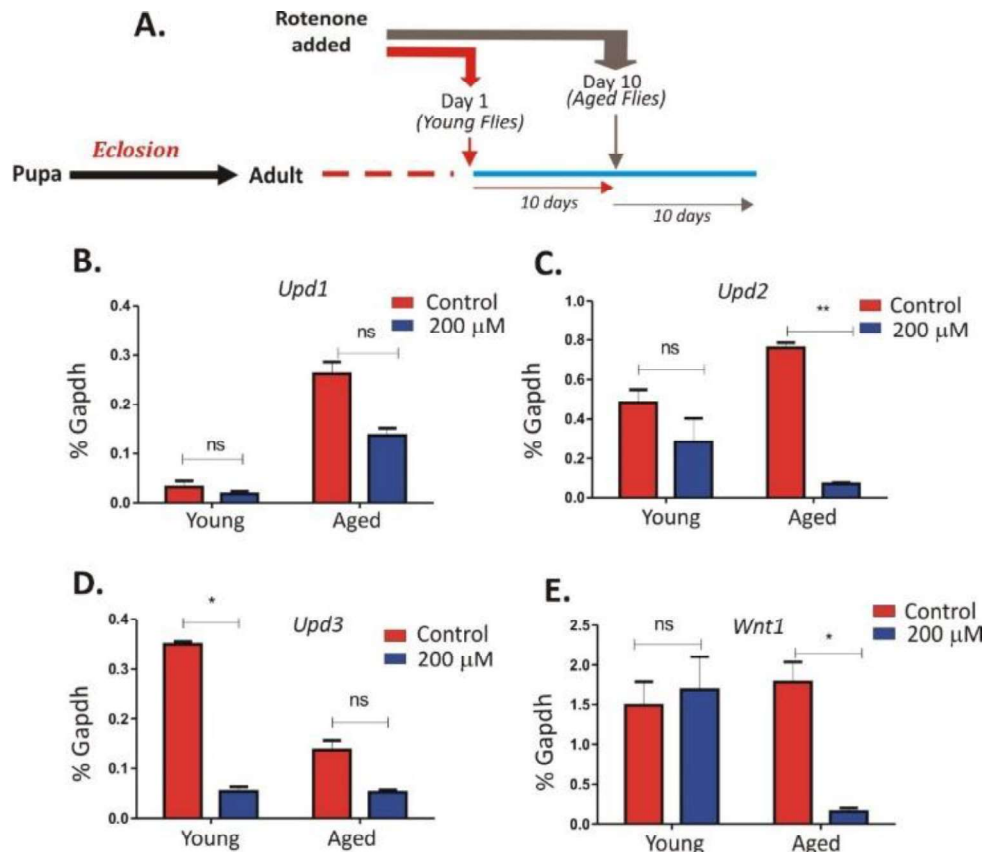 A.
Rotenone
added
Day 1
(Young Flies)
Day 10
(Aged Flies)
Eclosion
Pupa
Adult
10 days
10 days
B.
Upd1
Control
200 μM
ns
ns
% Gapdh
0.4
0.3
0.2
0.1
0.0
Young
Aged
C.
Upd2
Control
200 μM
ns
**
% Gapdh
1.0
0.8
0.6
0.4
0.2
0.0
Young
Aged
D.
Upd3
Control
200 μM
*
ns
% Gapdh
0.4
0.3
0.2
0.1
0.0
Young
Aged
E.
Wnt1
Control
200 μM
ns
*
% Gapdh
2.5
2.0
1.5
1.0
0.5
0.0
Young
Aged